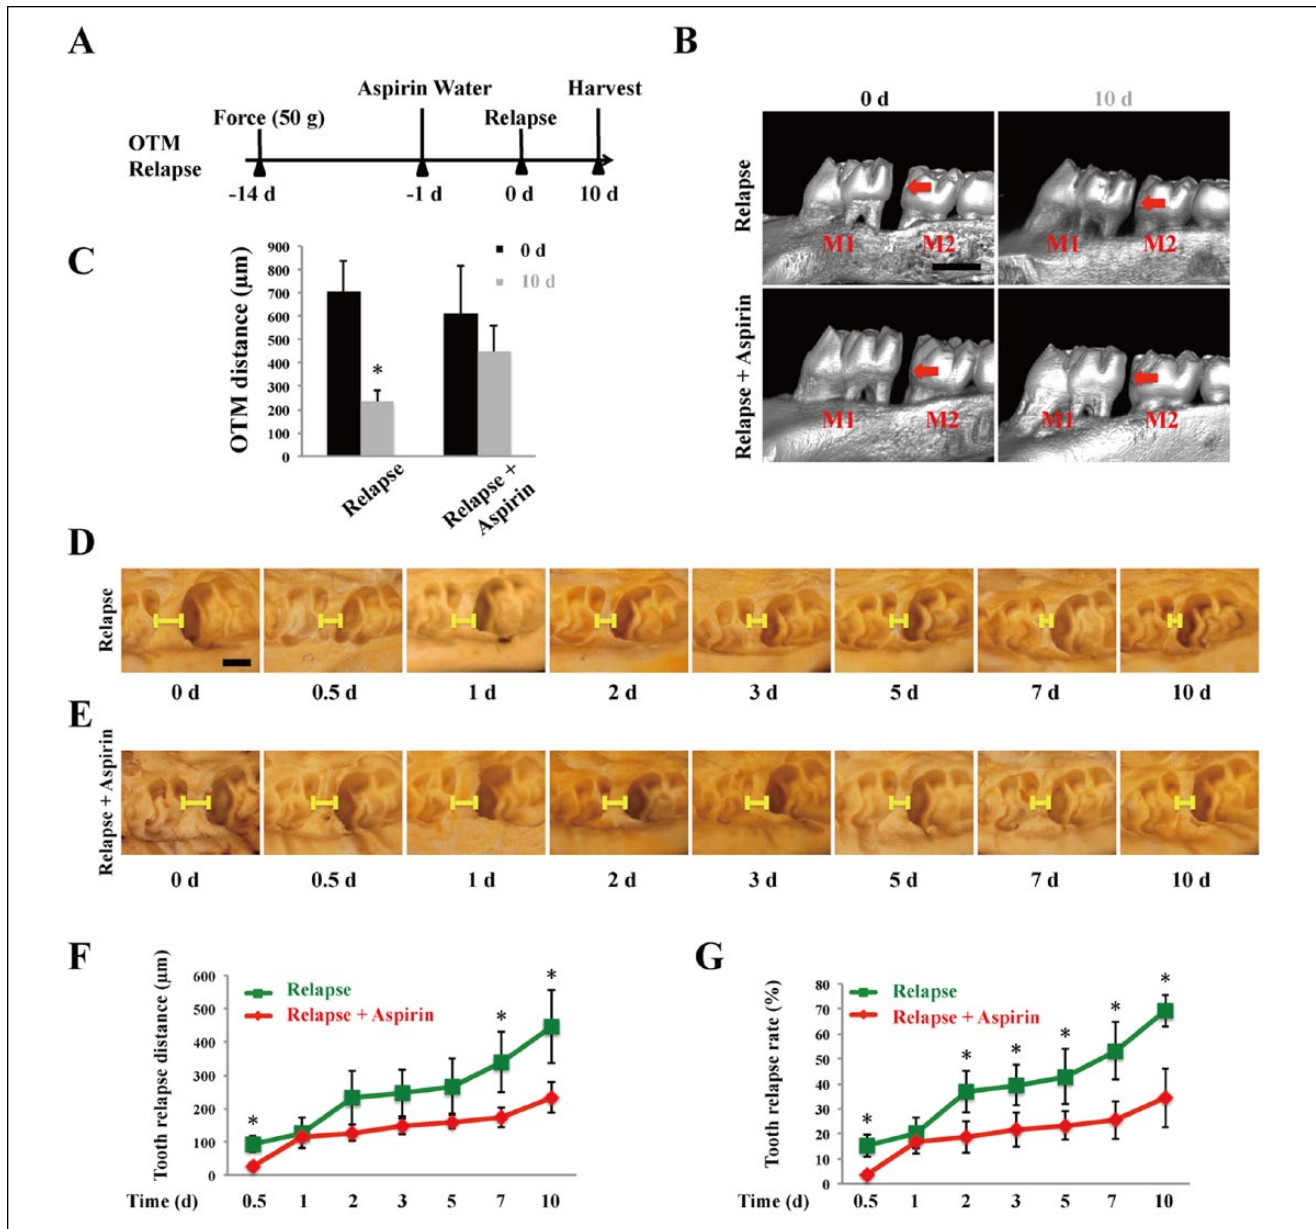 A
Aspirin Water
Harvest
Force (50 g)
Relapse
OTM
Relapse
-14 d
-1 d
0 d
10 d
B
0 d
10 d
Relapse
M1
M2
M1
M2
Relapse + Aspirin
M1
M2
M1
M2
C
OTM distance (μm)
900
800
700
600
500
400
300
200
100
0
0 d
10 d
*
Relapse
Relapse +
Aspirin
D
Relapse
0 d
0.5 d
1 d
2 d
3 d
5 d
7 d
10 d
E
Relapse + Aspirin
0 d
0.5 d
1 d
2 d
3 d
5 d
7 d
10 d
F
Tooth relapse distance (μm)
600
500
400
300
200
100
0
Relapse
Relapse + Aspirin
*
*
*
Time (d)
0.5
1
2
3
5
7
10
G
Tooth relapse rate (%)
80
70
60
50
40
30
20
10
0
Relapse
Relapse + Aspirin
*
*
*
*
*
*
Time (d)
0.5
1
2
3
5
7
10